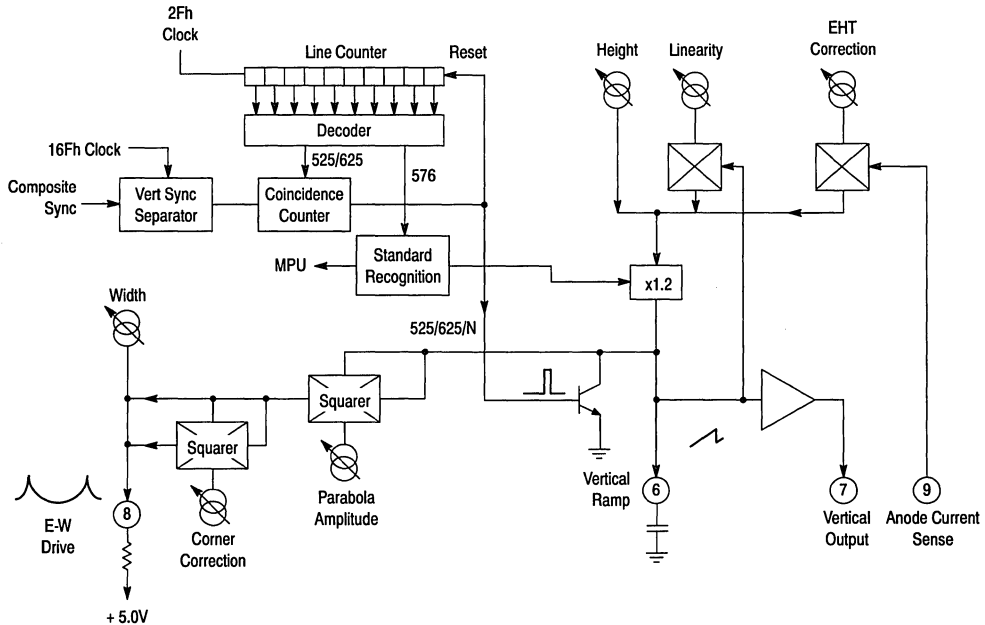 2Fh
Clock
Line Counter
Reset
Height
Linearity
EHT
Correction
Decoder
16Fh Clock
525/625
576
Composite
Sync
Vert Sync
Separator
Coincidence
Counter
MPU
Standard
Recognition
x1.2
Width
525/625/N
Squarer
Squarer
Parabola
Amplitude
Corner
Correction
E-W
Drive
8
+ 5.0V
Vertical
Ramp
6
7
Vertical
Output
9
Anode Current
Sense